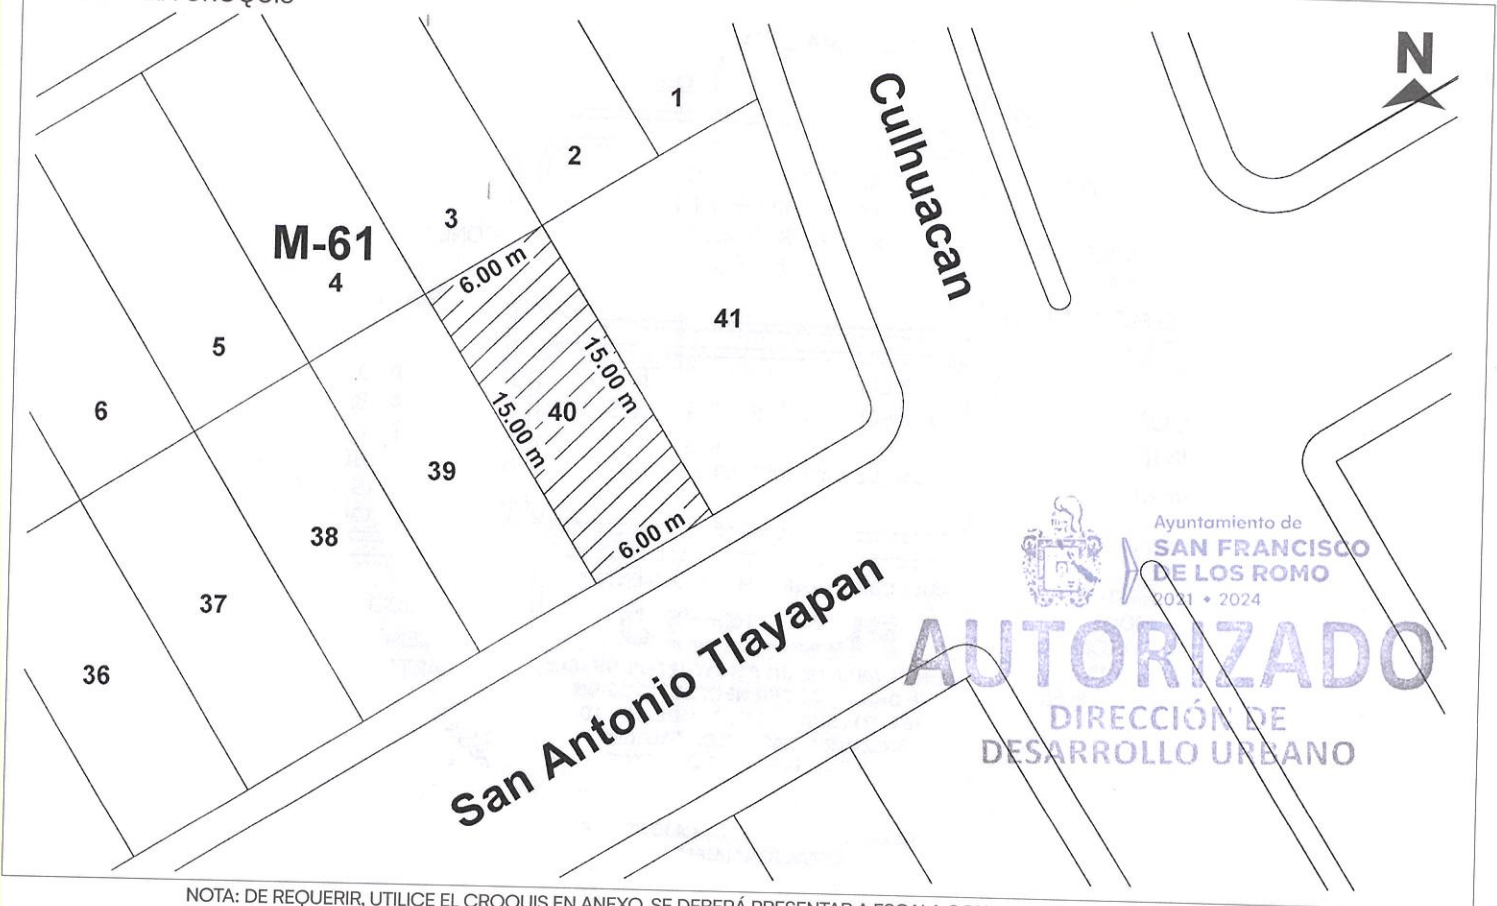 CROQUIS
N
1
Culhuacan
2
3
M-61
4
6.00 m
41
5
15.00 m
6
15.00 m
40
39
38
6.00 m
37
36
San Antonio Tlayapan
Ayuntamiento de
SAN FRANCISCO
DE LOS ROMO
2021 • 2024
AUTORIZADO
DIRECCIÓN DE
DESARROLLO URBANO
NOTA: DE REQUERIR, UTILICE EL CROQUIS EN ANEXO, SE DEBERÁ PRESENTAR A ESCALA